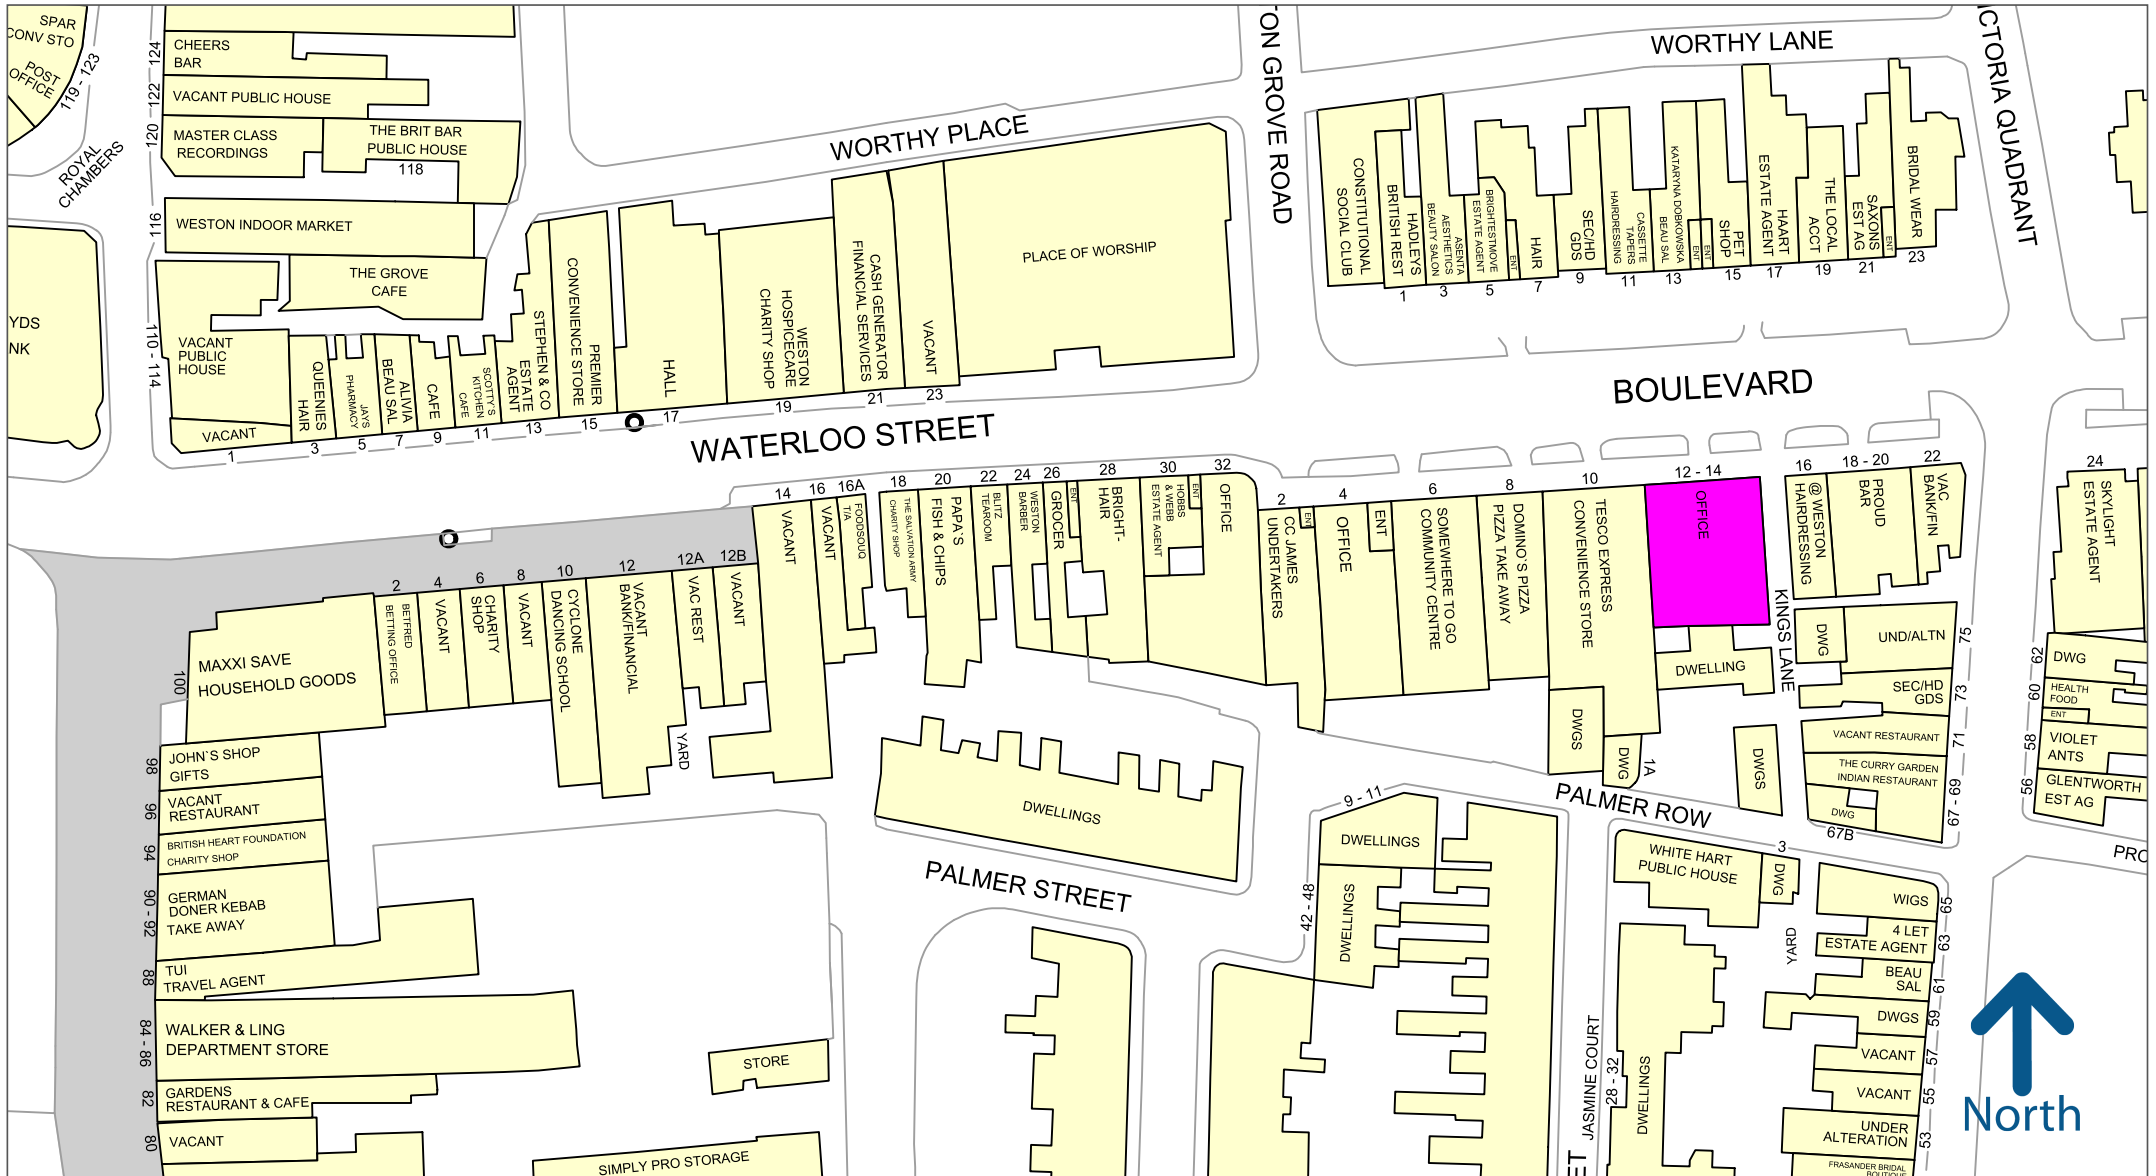 SPAR
CONV STO
POST
OFFICE
119 - 123
ROYAL
CHAMBERS
124
CHEERS
BAR
122
VACANT PUBLIC HOUSE
120
MASTER CLASS
RECORDINGS
THE BRIT BAR
PUBLIC HOUSE
118
116
WESTON INDOOR MARKET
THE GROVE
CAFE
YDS
NK
110 - 114
VACANT
PUBLIC
HOUSE
VACANT
1
QUEENIES
HAIR
3
JAYS
PHARMACY
5
ALIVIA
BEAU SAL
7
CAFE
9
SCOTTY'S
KITCHEN
CAFE
11
STEPHEN & CO
ESTATE
AGENT
13
PREMIER
CONVENIENCE STORE
15
HALL
17
WESTON
HOSPICECARE
CHARITY SHOP
19
CASH GENERATOR
FINANCIAL SERVICES
21
VACANT
23
PLACE OF WORSHIP
WORTHY PLACE
TON GROVE ROAD
WORTHY LANE
ICTORIA QUADRANT
CONSTITUTIONAL
SOCIAL CLUB
HADLEYS
BRITISH REST
1
ASENTA
AESTHETICS
BEAUTY SALON
3
BRIGHTESTMOVE
ESTATE AGENT
5
ENT
HAIR
7
SEC/HD
GDS
9
CASSETTE
TAPERS
HAIRDRESSING
11
KATARYNA DOBKOWSKA
BEAU SAL
13
ENT
ENT
PET
SHOP
15
HAART
ESTATE AGENT
17
THE LOCAL
ACCT
19
SAXONS
EST AG
21
ENT
BRIDAL WEAR
23
BOULEVARD
WATERLOO STREET
2
BETFRED
BETTING OFFICE
4
VACANT
6
CHARITY
SHOP
8
VACANT
10
CYCLONE
DANCING SCHOOL
12
VACANT
BANK/FINANCIAL
12A
VAC REST
YARD
12B
VACANT
14
VACANT
16
VACANT
16A
FOODSOUQ
T/A
18
THE SALVATION ARMY
CHARITY SHOP
20
PAPA`S
FISH & CHIPS
22
BLITZ
TEAROOM
24
WESTON
BARBER
26
GROCER
ENT
28
BRIGHT-
HAIR
30
HOBBS
& WEBB
ESTATE AGENT
ENT
32
OFFICE
2
CC JAMES
UNDERTAKERS
ENT
4
OFFICE
ENT
6
SOMEWHERE TO GO
COMMUNITY CENTRE
8
DOMINO'S PIZZA
PIZZA TAKE AWAY
10
TESCO EXPRESS
CONVENIENCE STORE
12 - 14
OFFICE
KINGS LANE
16
@ WESTON
HAIRDRESSING
18 - 20
PROUD
BAR
22
VAC
BANK/FIN
24
SKYLIGHT
ESTATE AGENT
DWELLING
DWGS
DWG
1A
DWGS
DWG
UND/ALTN
75
SEC/HD
GDS
73
VACANT RESTAURANT
71
THE CURRY GARDEN
INDIAN RESTAURANT
67 - 69
DWG
67B
62
DWG
60
HEALTH
FOOD
ENT
58
VIOLET
ANTS
56
GLENTWORTH
EST AG
100
MAXXI SAVE
HOUSEHOLD GOODS
98
JOHN`S SHOP
GIFTS
96
VACANT
RESTAURANT
94
BRITISH HEART FOUNDATION
CHARITY SHOP
90 - 92
GERMAN
DONER KEBAB
TAKE AWAY
88
TUI
TRAVEL AGENT
84 - 86
WALKER & LING
DEPARTMENT STORE
82
GARDENS
RESTAURANT & CAFE
80
VACANT
SIMPLY PRO STORAGE
STORE
DWELLINGS
PALMER STREET
9 - 11
DWELLINGS
42 - 48
DWELLINGS
PALMER ROW
WHITE HART
PUBLIC HOUSE
3
DWG
YARD
PRO
WIGS
65
4 LET
ESTATE AGENT
63
BEAU
SAL
61
DWGS
59
VACANT
57
VACANT
55
UNDER
ALTERATION
53
FRASANDER BRIDAL
BOUTIQUE
JASMINE COURT
28 - 32
DWELLINGS
ET
North